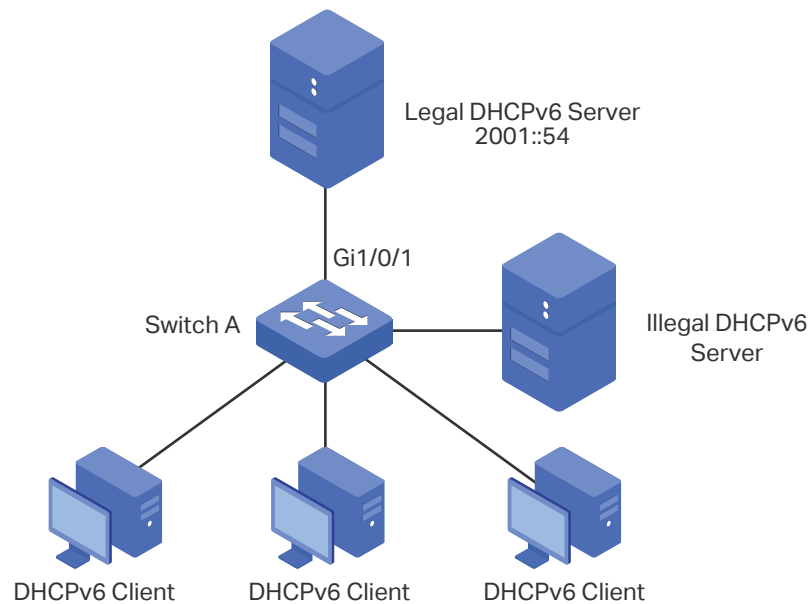 Legal DHCPv6 Server
2001::54
Gi1/0/1
Switch A
Illegal DHCPv6
Server
DHCPv6 Client
DHCPv6 Client
DHCPv6 Client